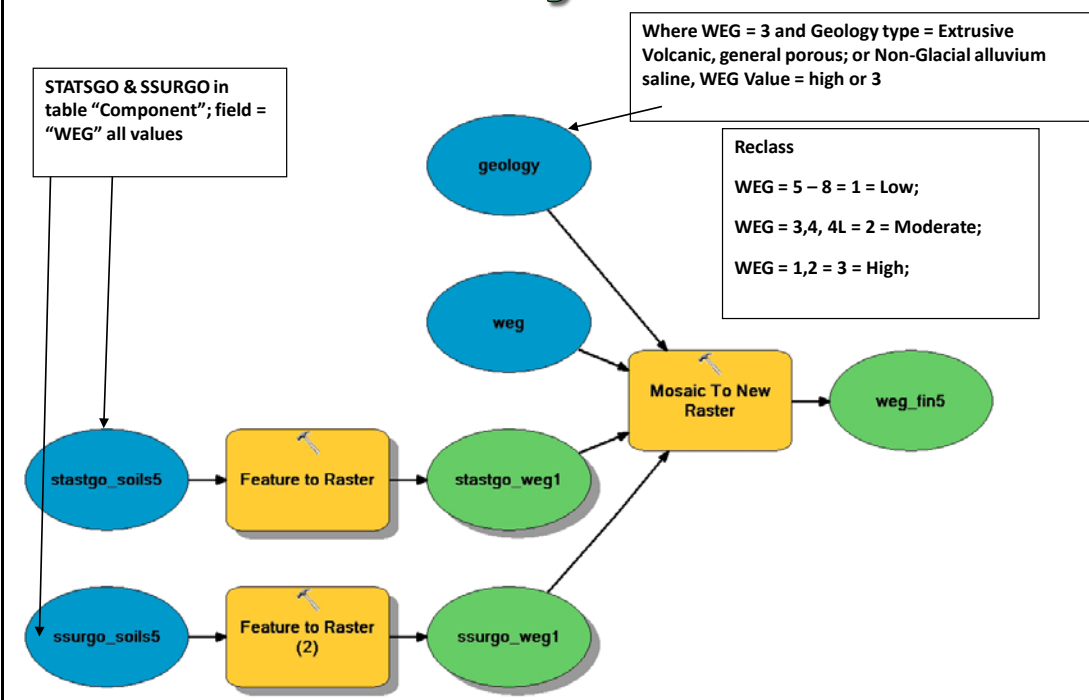 Where WEG = 3 and Geology type = Extrusive
Volcanic, general porous; or Non-Glacial alluvium
saline, WEG Value = high or 3
STATSGO & SSURGO in
table “Component”; field =
“WEG” all values
Reclass
WEG = 5 – 8 = 1 = Low;
WEG = 3,4, 4L = 2 = Moderate;
WEG = 1,2 = 3 = High;
geology
weg
Mosaic To New
Raster
weg_fin5
stastgo_soils5
Feature to Raster
stastgo_weg1
ssurgo_soils5
Feature to Raster
(2)
ssurgo_weg1